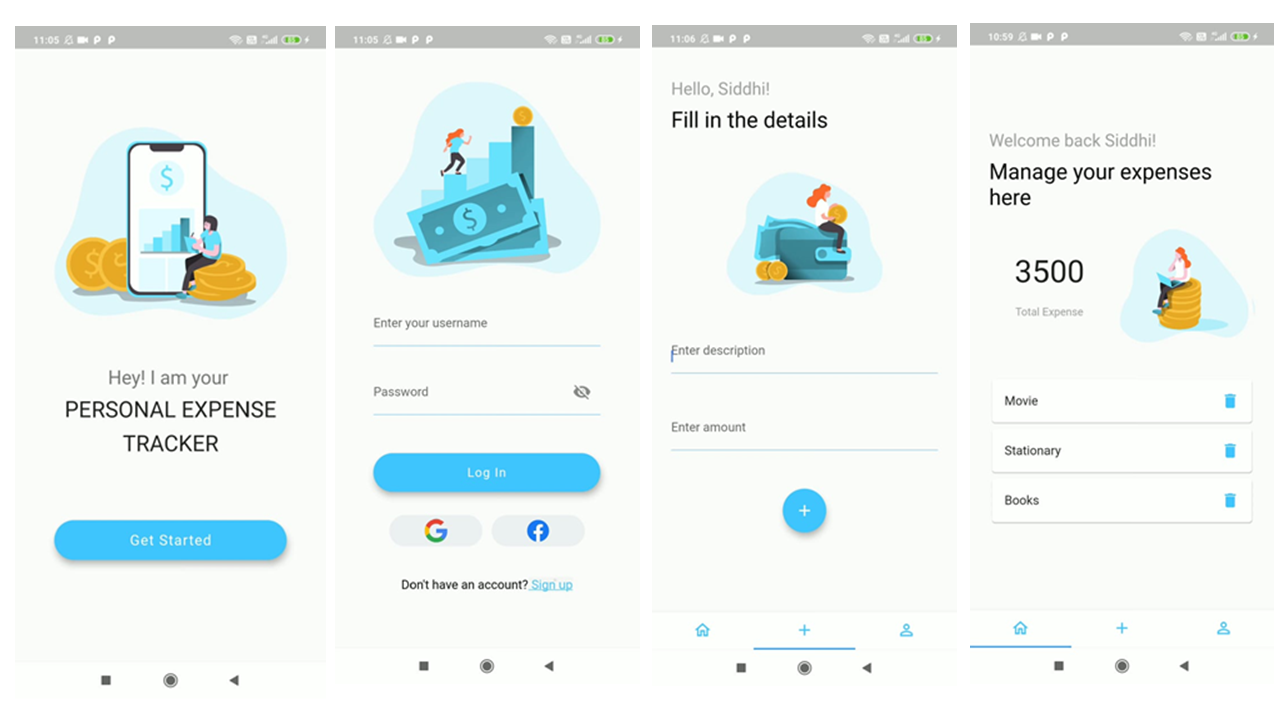 11:05
Hey! I am your
PERSONAL EXPENSE
TRACKER
Get Started
11:05
Enter your username
Password
Log In
Don't have an account? Sign up
11:06
Hello, Siddhi!
Fill in the details
Enter description
Enter amount
10:59
Welcome back Siddhi!
Manage your expenses
here
3500
Total Expense
Movie
Stationary
Books